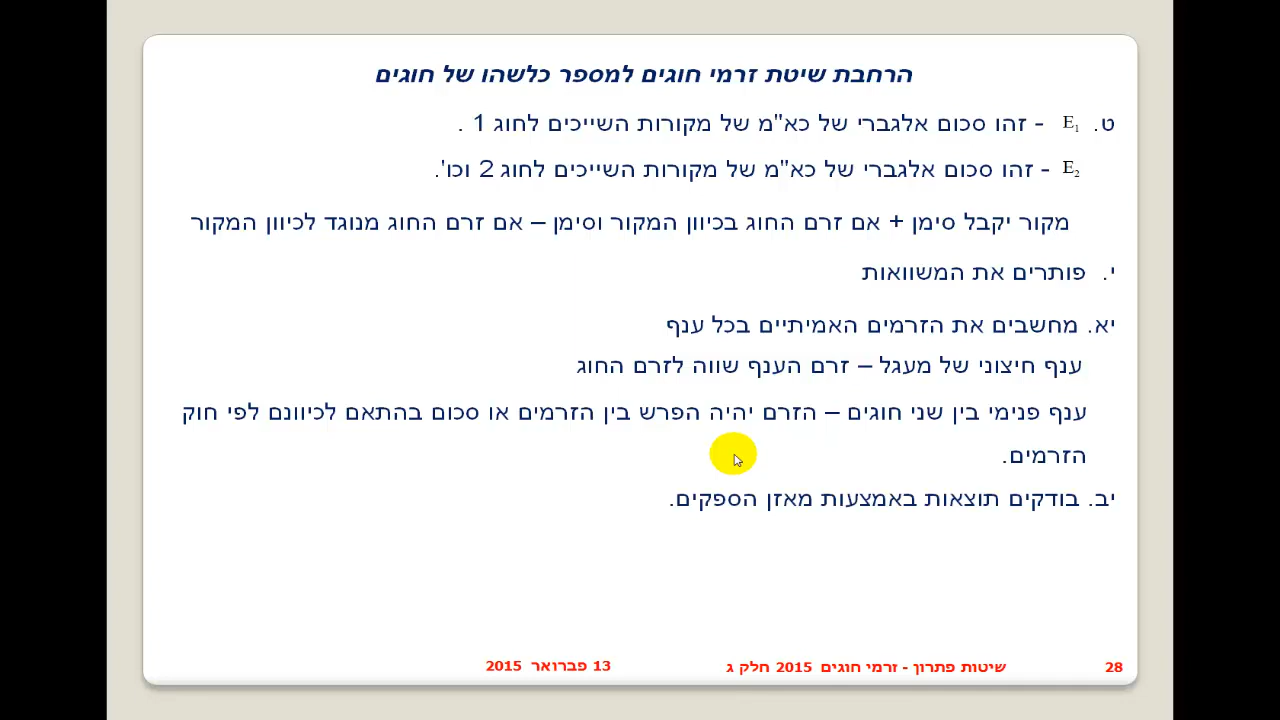 הרחבת שיטת זרמי חוגים למספר כלשהו של חוגים
ט. E₁ - זהו סכום אלגברי של כא"מ של מקורות השייכים לחוג 1 .
E₂ - זהו סכום אלגברי של כא"מ של מקורות השייכים לחוג 2 וכו'.
מקור יקבל סימן + אם זרם החוג בכיוון המקור וסימן – אם זרם החוג מנוגד לכיוון המקור
י. פותרים את המשוואות
יא. מחשבים את הזרמים האמיתיים בכל ענף
ענף חיצוני של מעגל – זרם הענף שווה לזרם החוג
ענף פנימי בין שני חוגים – הזרם יהיה הפרש בין הזרמים או סכום בהתאם לכיוונם לפי חוק
הזרמים.
יב. בודקים תוצאות באמצעות מאזן הספקים.
28 שיטות פתרון - זרמי חוגים 2015 חלק ג 13 פברואר 2015